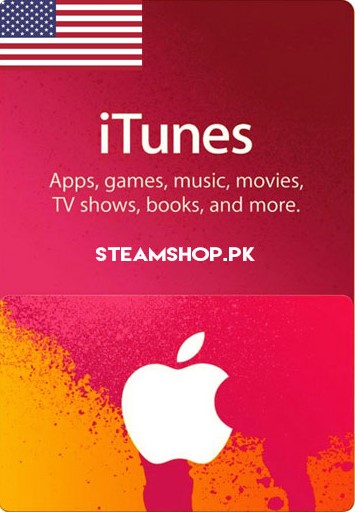 iTunes
Apps, games, music, movies,
TV shows, books, and more.
STEAMSHOP.PK